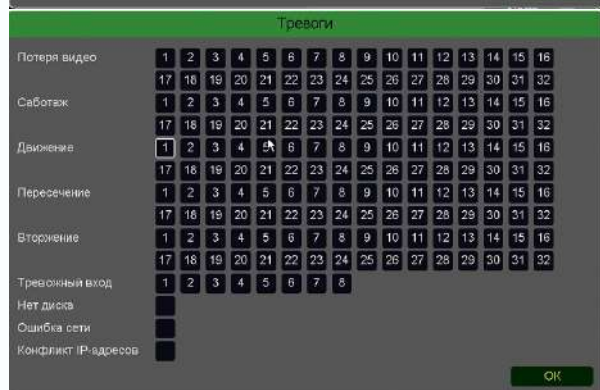 Тревоги
Потеря видео 1 2 3 4 5 6 7 8 9 10 11 12 13 14 15 16
17 18 19 20 21 22 23 24 25 26 27 28 29 30 31 32
Саботаж 1 2 3 4 5 6 7 8 9 10 11 12 13 14 15 16
17 18 19 20 21 22 23 24 25 26 27 28 29 30 31 32
Движение 1 2 3 4 5 6 7 8 9 10 11 12 13 14 15 16
17 18 19 20 21 22 23 24 25 26 27 28 29 30 31 32
Пересечение 1 2 3 4 5 6 7 8 9 10 11 12 13 14 15 16
17 18 19 20 21 22 23 24 25 26 27 28 29 30 31 32
Вторжение 1 2 3 4 5 6 7 8 9 10 11 12 13 14 15 16
17 18 19 20 21 22 23 24 25 26 27 28 29 30 31 32
Тревожный вход 1 2 3 4 5 6 7 8
Нет диска
Ошибка сети
Конфликт IP-адресов
OK